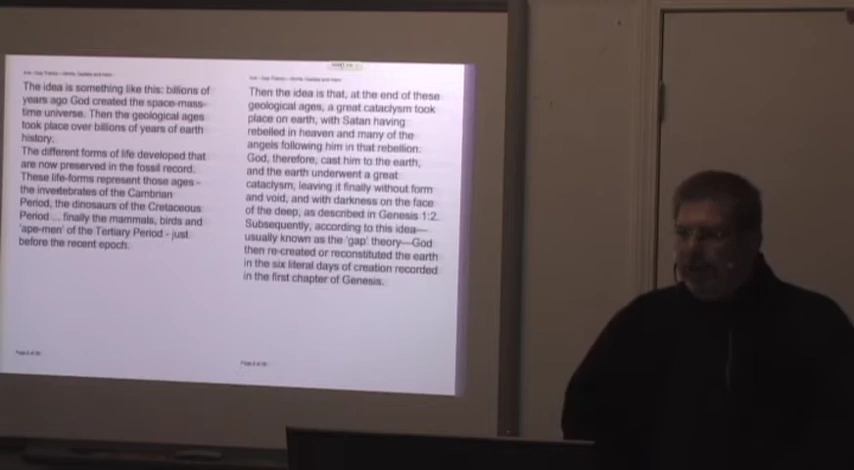 The idea is something like this: billions of
years ago God created the space-mass-
time universe. Then the geological ages
took place over billions of years of earth
history.
The different forms of life developed that
are now preserved in the fossil record.
These life-forms represent those ages -
the invertebrates of the Cambrian
Period, the dinosaurs of the Cretaceous
Period ... finally the mammals, birds and
'ape-men' of the Tertiary Period - just
before the recent epoch.
Then the idea is that, at the end of these
geological ages, a great cataclysm took
place on earth, with Satan having
rebelled in heaven and many of the
angels following him in that rebellion.
God, therefore, cast him to the earth,
and the earth underwent a great
cataclysm, leaving it finally without form
and void, and with darkness on the face
of the deep, as described in Genesis 1:2.
Subsequently, according to this idea—
usually known as the 'gap' theory—God
then re-created or reconstituted the earth
in the six literal days of creation recorded
in the first chapter of Genesis.